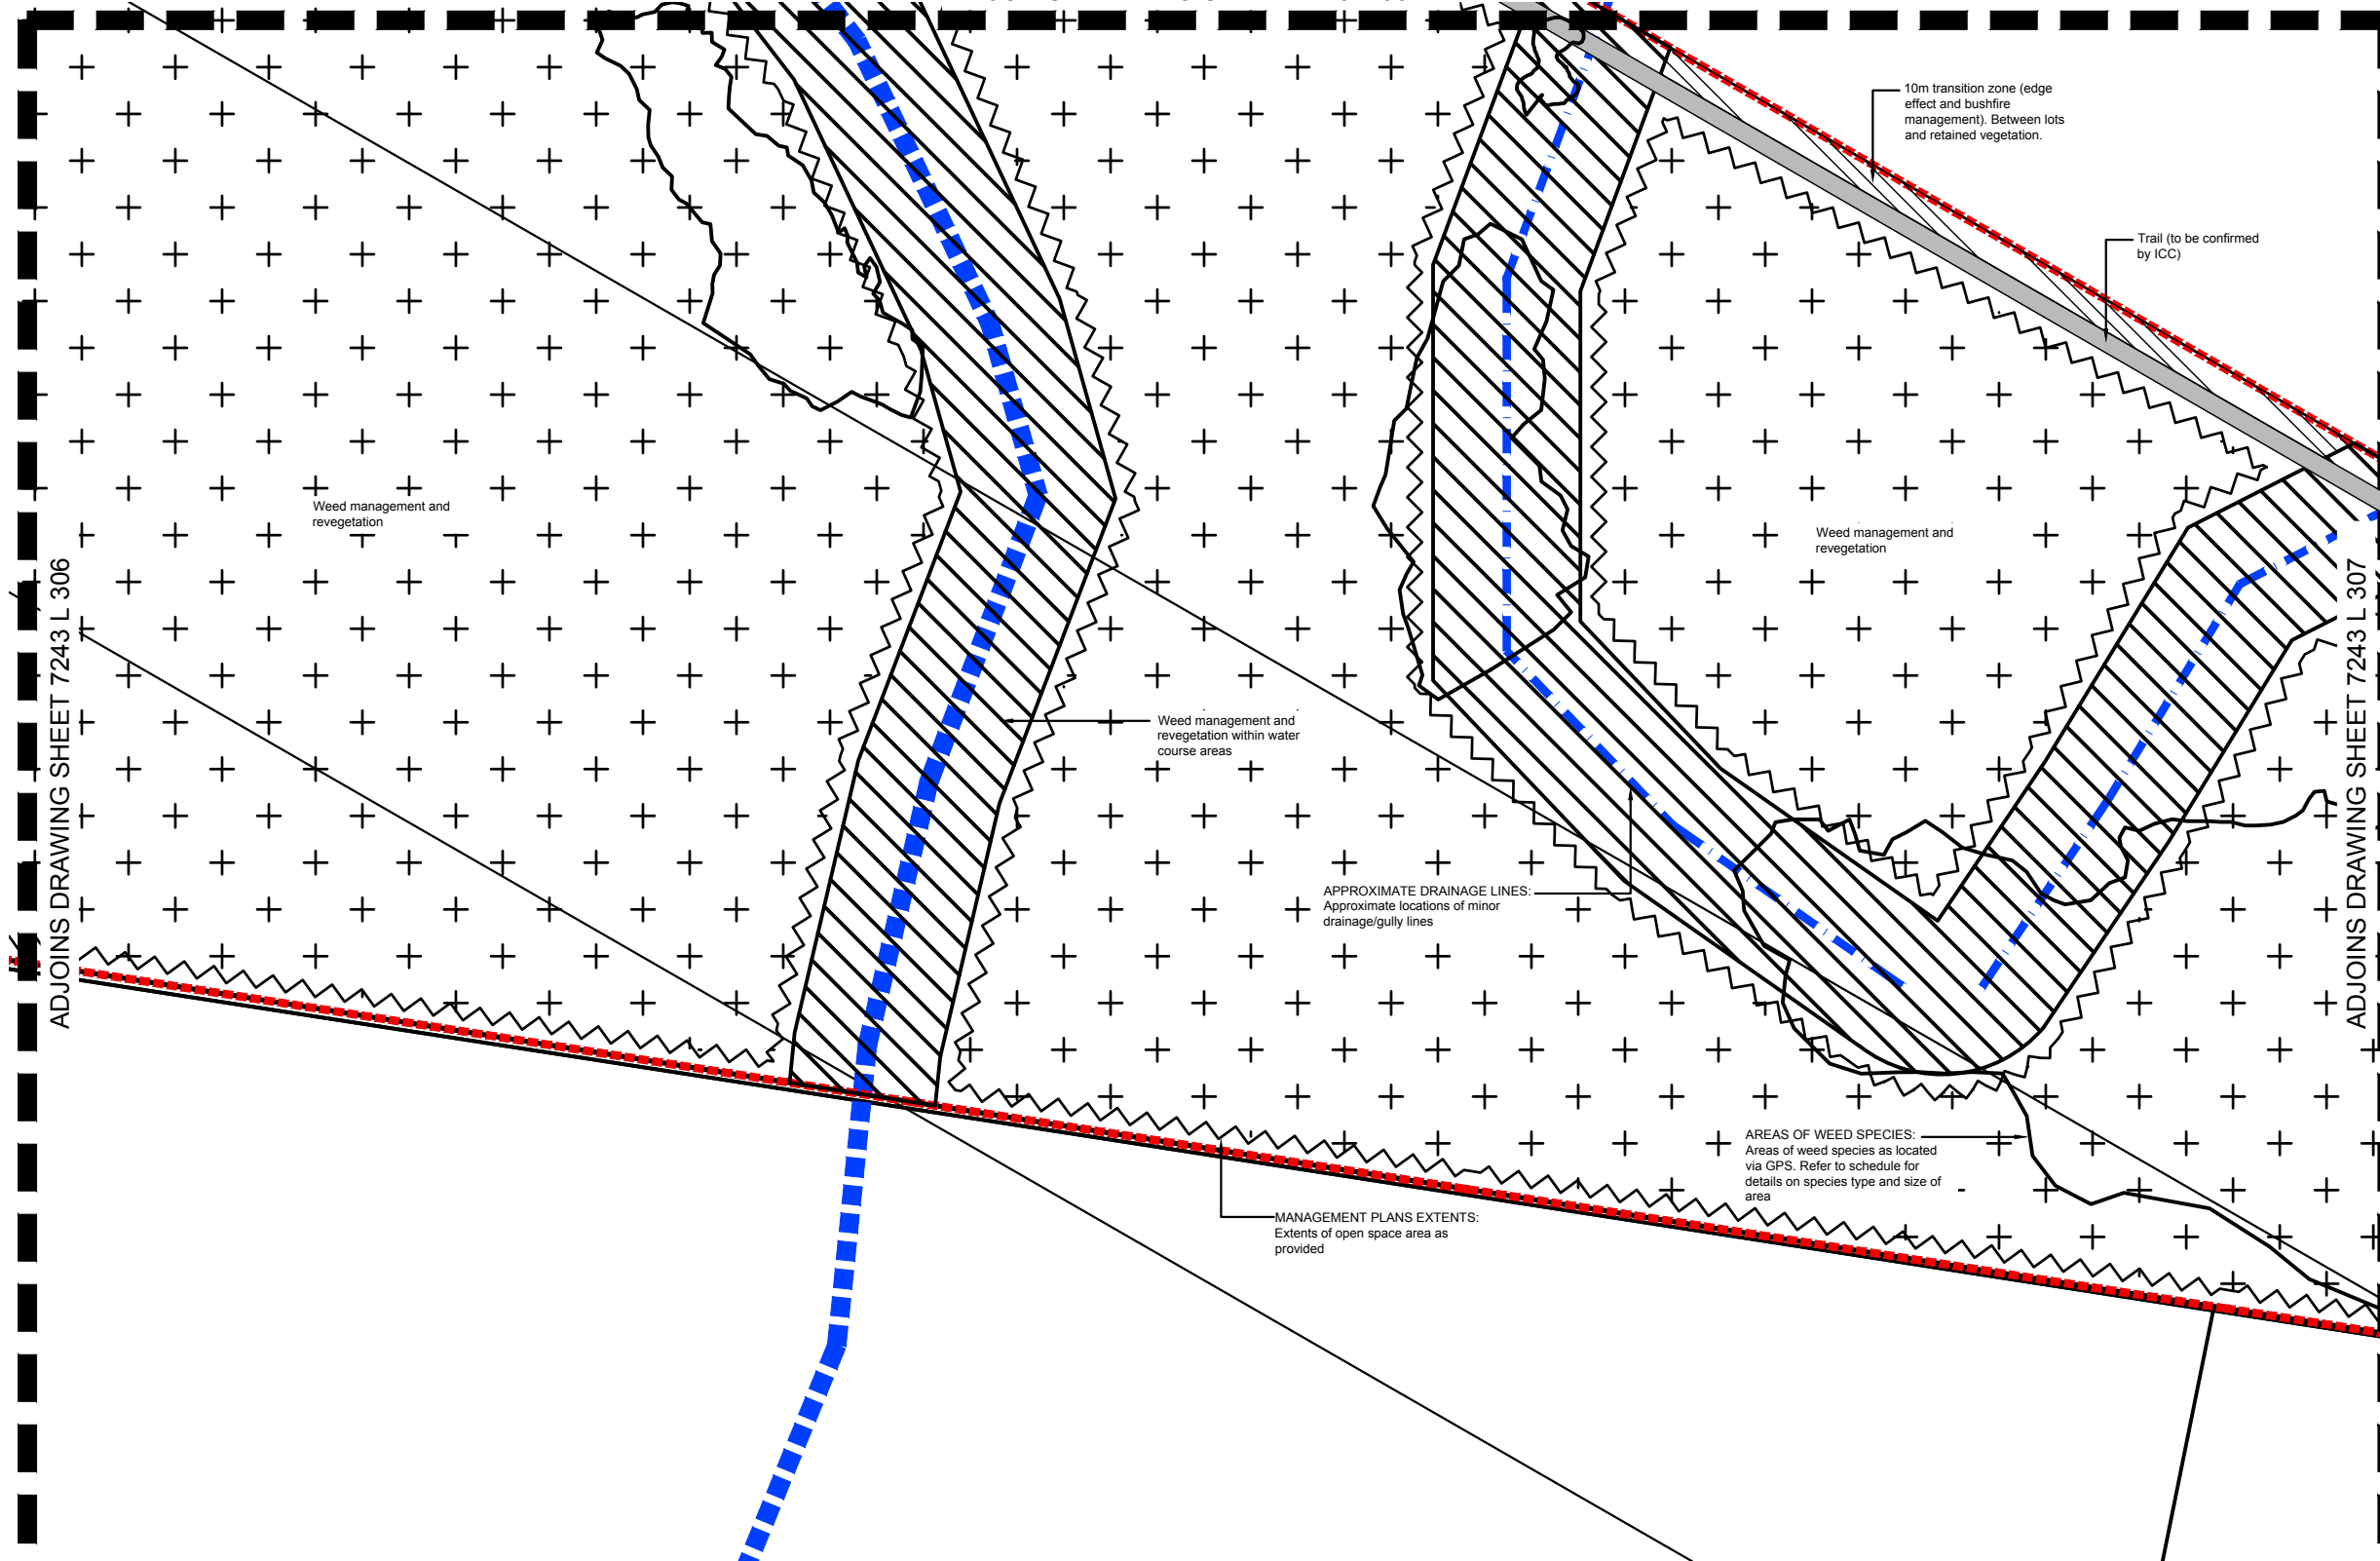 10m transition zone (edge
effect and bushfire
management). Between lots
and retained vegetation.
Trail (to be confirmed
by ICC)
Weed management and
revegetation
Weed management and
revegetation
ADJOINS DRAWING SHEET 7243 L 306
ADJOINS DRAWING SHEET 7243 L 307
Weed management and
revegetation within water
course areas
APPROXIMATE DRAINAGE LINES:
Approximate locations of minor
drainage/gully lines
AREAS OF WEED SPECIES:
Areas of weed species as located
via GPS. Refer to schedule for
details on species type and size of
area
MANAGEMENT PLANS EXTENTS:
Extents of open space area as
provided